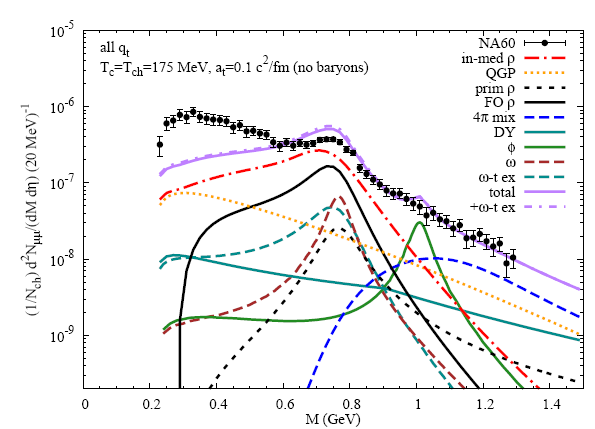 10^-5
10^-6
10^-7
10^-8
10^-9
(1/N_ch) d^2N_μμ/(dM dη) (20 MeV)^-1
all q_t
T_c=T_ch=175 MeV, a_t=0.1 c^2/fm (no baryons)
NA60
in-med ρ
QGP
prim ρ
FO ρ
4π mix
DY
ϕ
ω
ω-t ex
total
+ω-t ex
0 0.2 0.4 0.6 0.8 1 1.2 1.4
M (GeV)